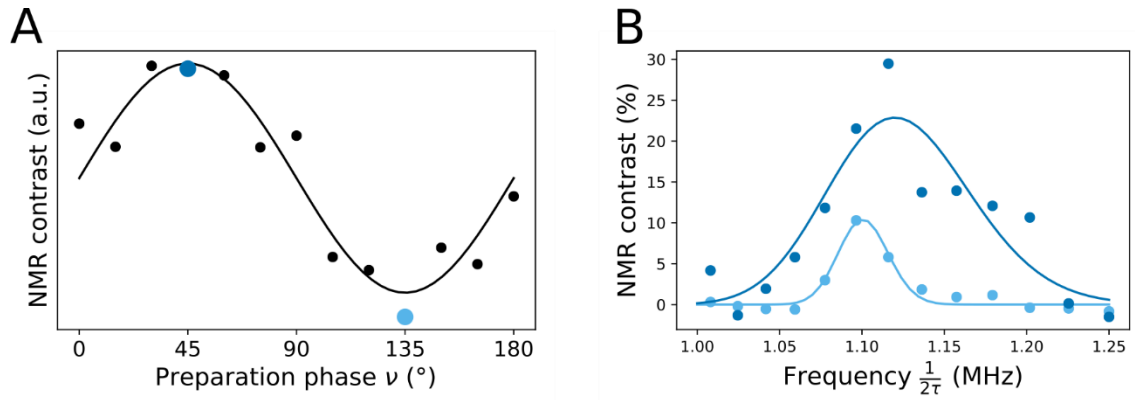 A
NMR contrast (a.u.)
0 45 90 135 180
Preparation phase ν (°)
B
NMR contrast (%)
30
25
20
15
10
5
0
1.00 1.05 1.10 1.15 1.20 1.25
Frequency 1/2τ (MHz)